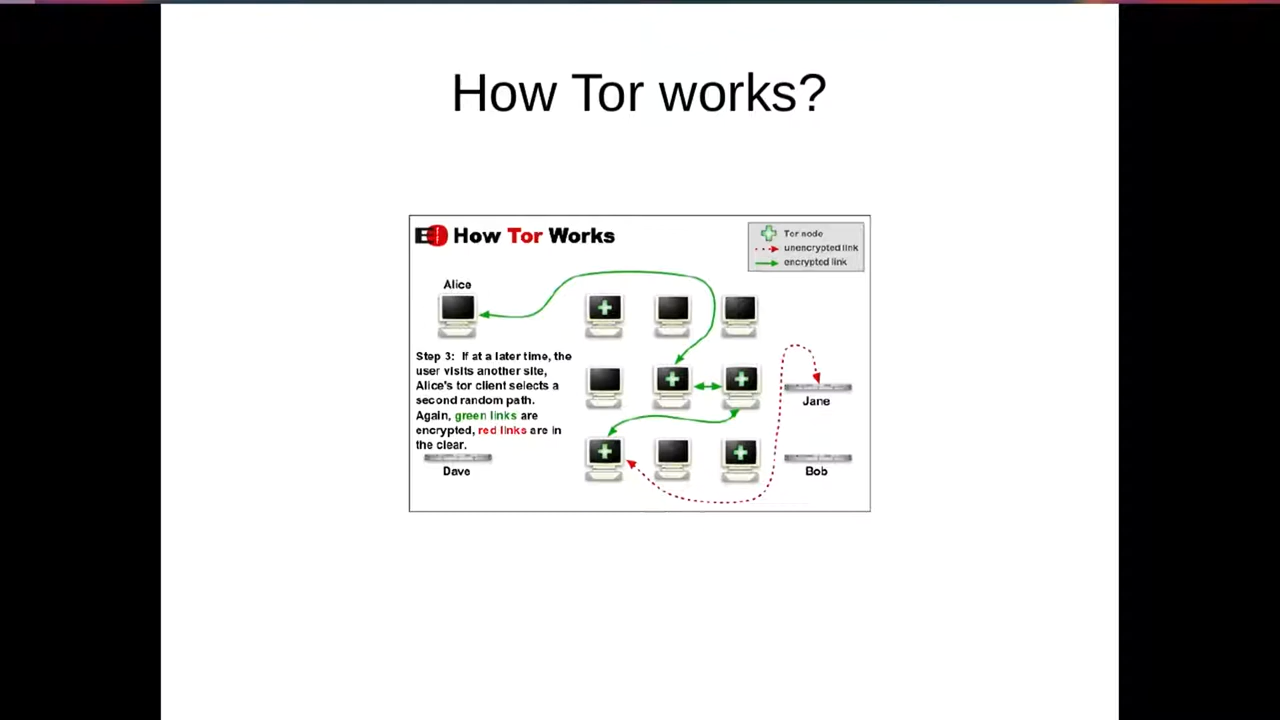 How Tor works?
How Tor Works
Tor node
unencrypted link
encrypted link
Alice
Step 3: If at a later time, the
user visits another site,
Alice's tor client selects a
second random path.
Again, green links are
encrypted, red links are in
the clear.
Jane
Dave
Bob